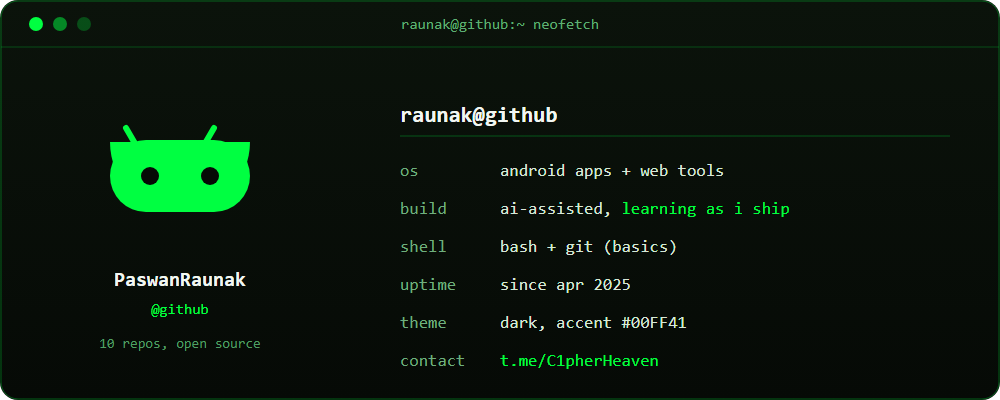 raunak@github:~ neofetch
PaswanRaunak
@github
10 repos, open source
raunak@github
os android apps + web tools
build ai-assisted, learning as i ship
shell bash + git (basics)
uptime since apr 2025
theme dark, accent #00FF41
contact t.me/C1pherHeaven